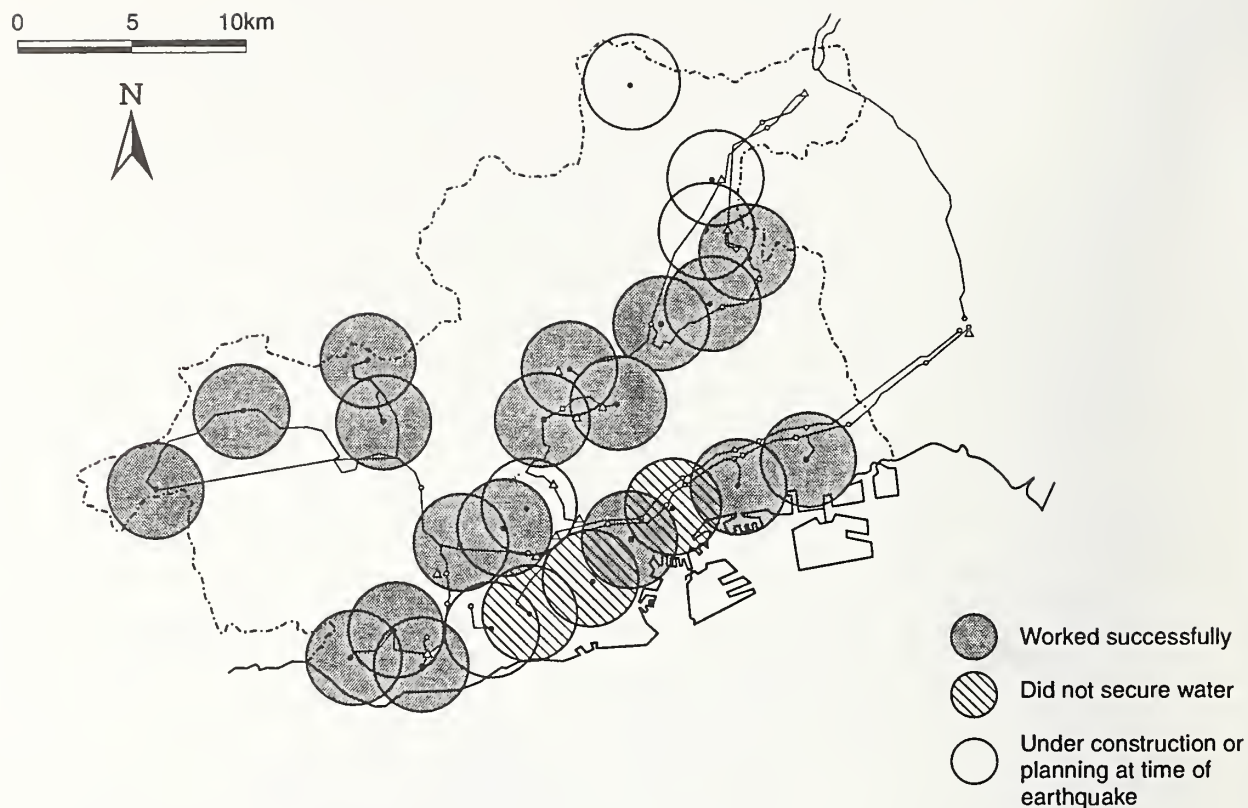 0 5 10km
N
Worked successfully
Did not secure water
Under construction or
planning at time of
earthquake